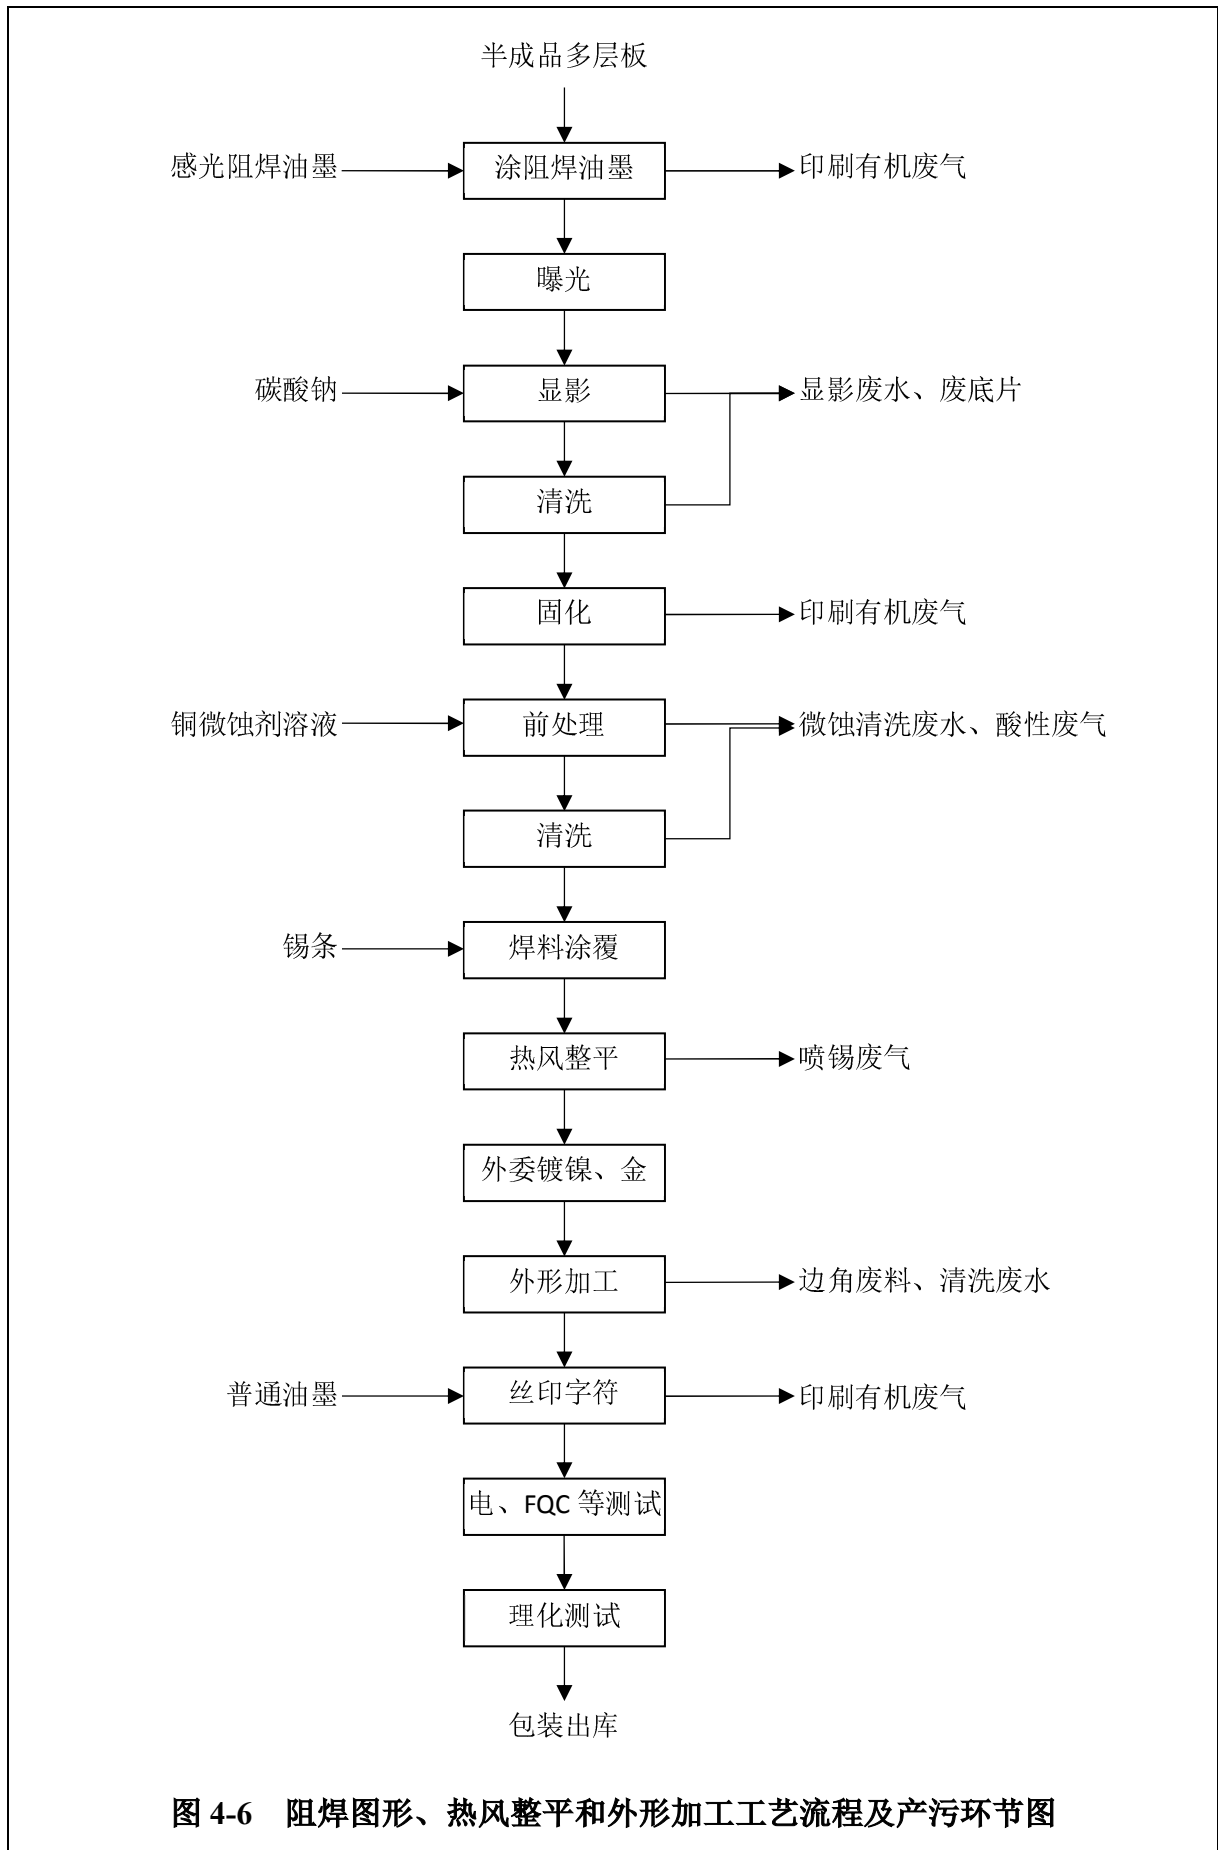 半成品多层板
感光阻焊油墨 涂阻焊油墨 印刷有机废气
曝光
碳酸钠 显影 显影废水、废底片
清洗
固化 印刷有机废气
铜微蚀剂溶液 前处理 微蚀清洗废水、酸性废气
清洗
锡条 焊料涂覆
热风整平 喷锡废气
外委镀镍、金
外形加工 边角废料、清洗废水
普通油墨 丝印字符 印刷有机废气
电、FQC 等测试
理化测试
包装出库
图 4-6 阻焊图形、热风整平和外形加工工艺流程及产污环节图